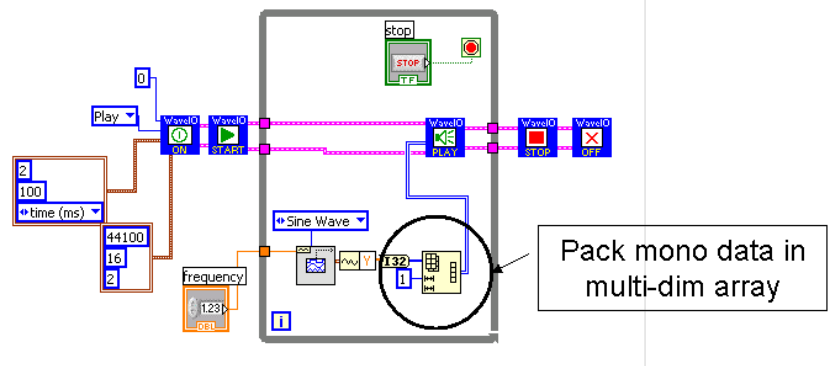 stop
STOP
TF
0
Play
WaveIO
ON
WaveIO
START
WaveIO
PLAY
WaveIO
STOP
WaveIO
OFF
2
100
time (ms)
44100
16
2
Sine Wave
Y
I32
1
frequency
1.23
DBL
i
Pack mono data in
multi-dim array